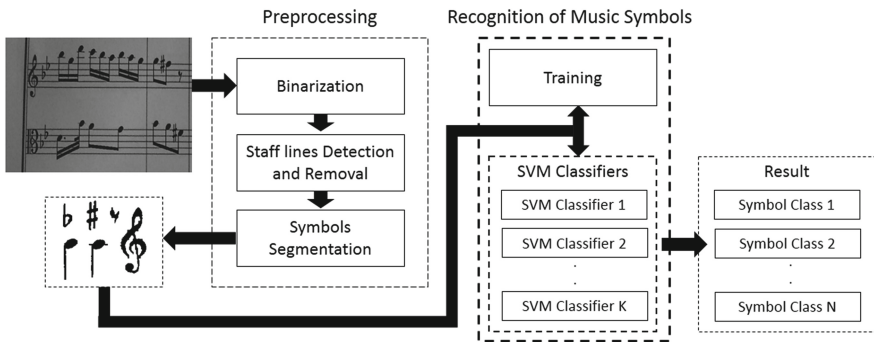 Preprocessing
Binarization
Staff lines Detection
and Removal
Symbols
Segmentation
Recognition of Music Symbols
Training
SVM Classifiers
SVM Classifier 1
SVM Classifier 2
.
.
SVM Classifier K
Result
Symbol Class 1
Symbol Class 2
.
.
Symbol Class N